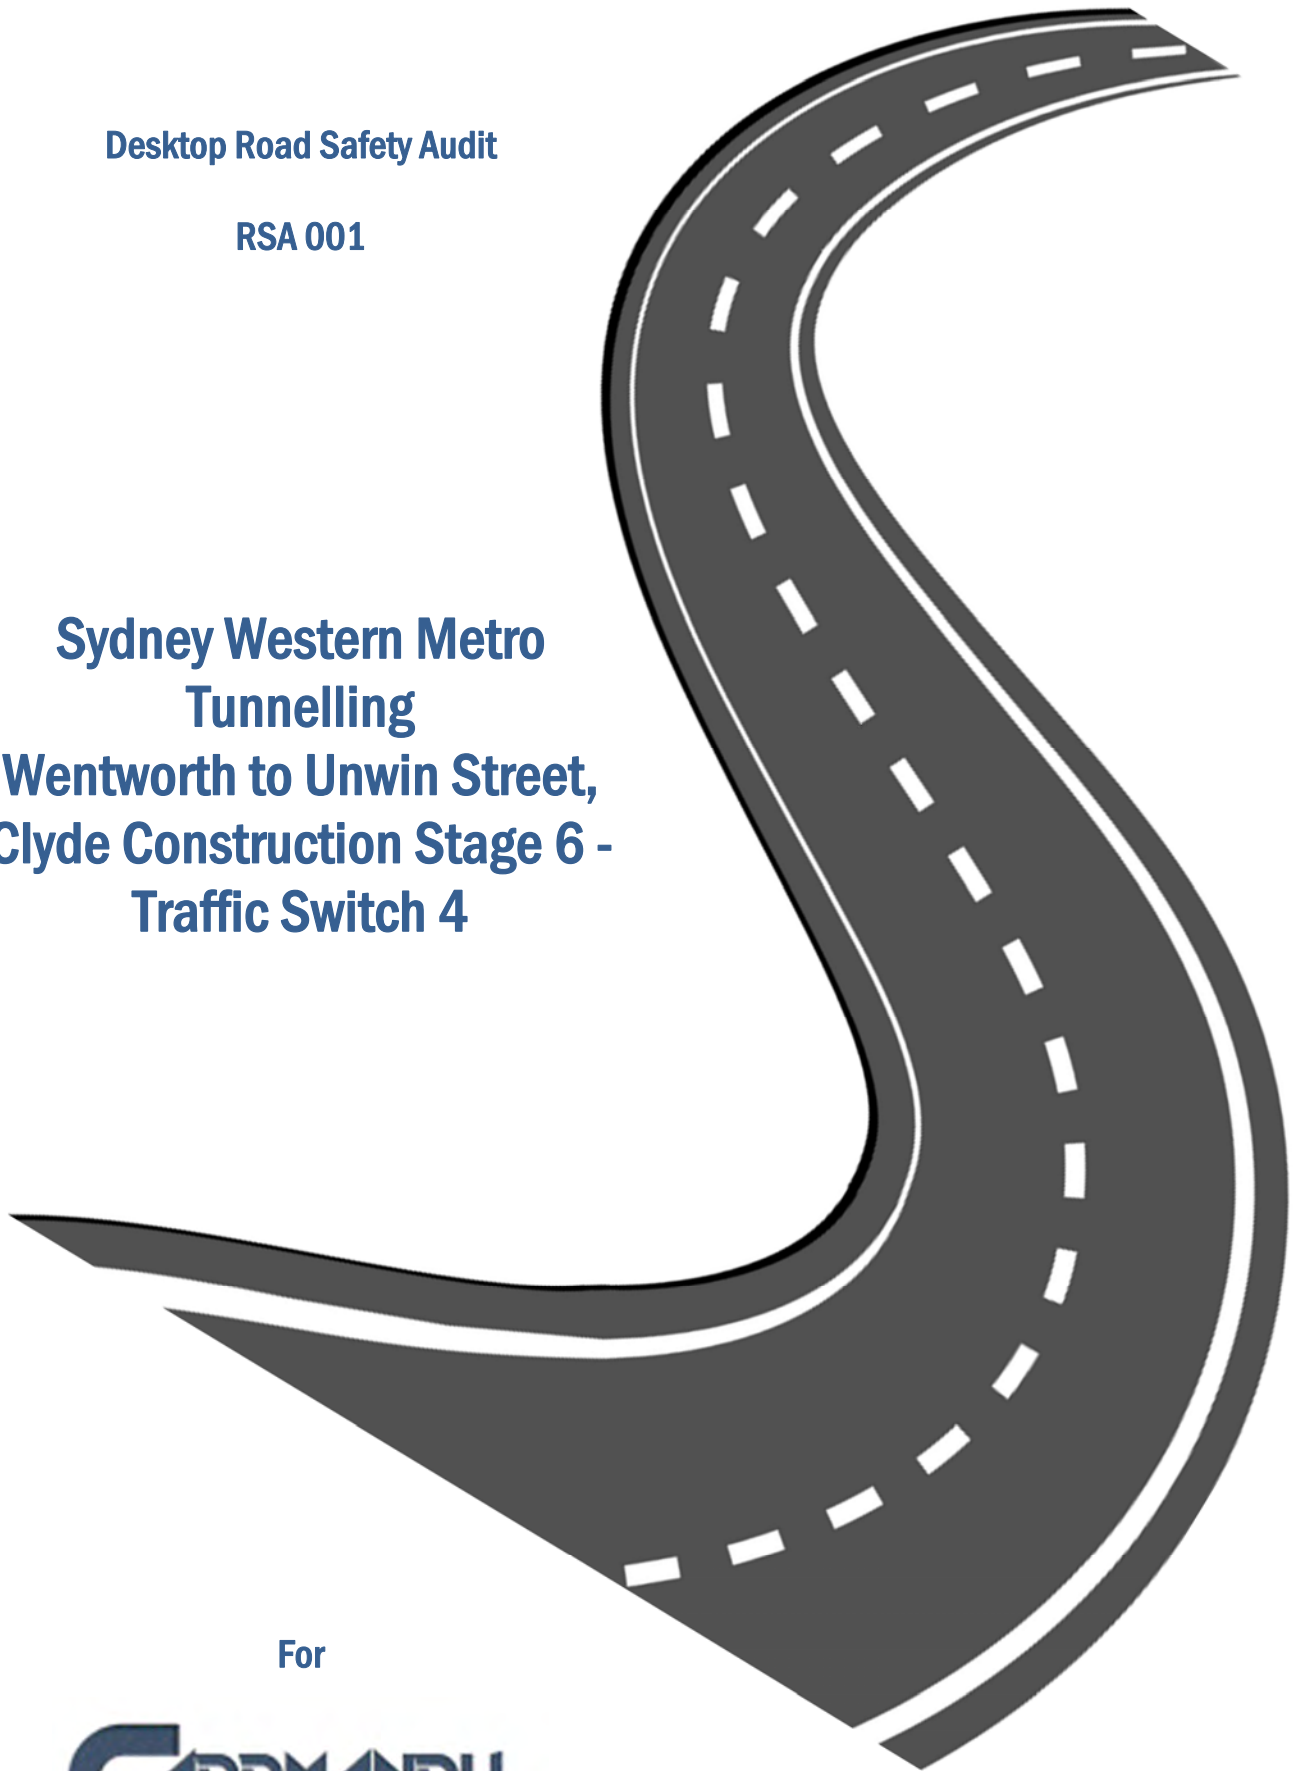 Desktop Road Safety Audit
RSA 001
Sydney Western Metro
Tunnelling
Wentworth to Unwin Street,
Clyde Construction Stage 6 -
Traffic Switch 4
For